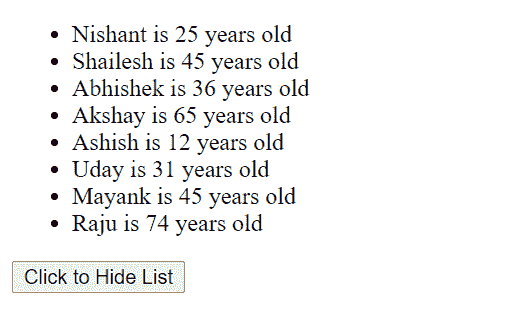 Nishant is 25 years old
Shailesh is 45 years old
Abhishek is 36 years old
Akshay is 65 years old
Ashish is 12 years old
Uday is 31 years old
Mayank is 45 years old
Raju is 74 years old
Click to Hide List